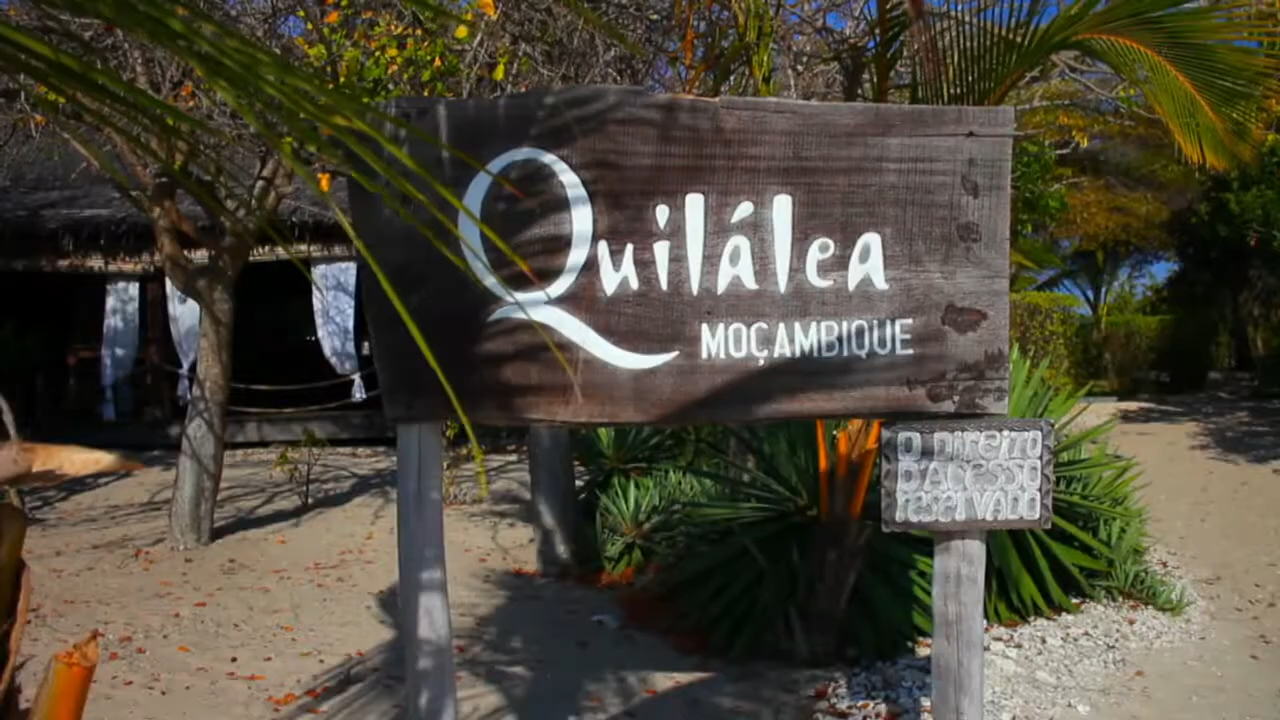 Quilálea
MOÇAMBIQUE
O DIREITO
D'ACESSO
reservADO